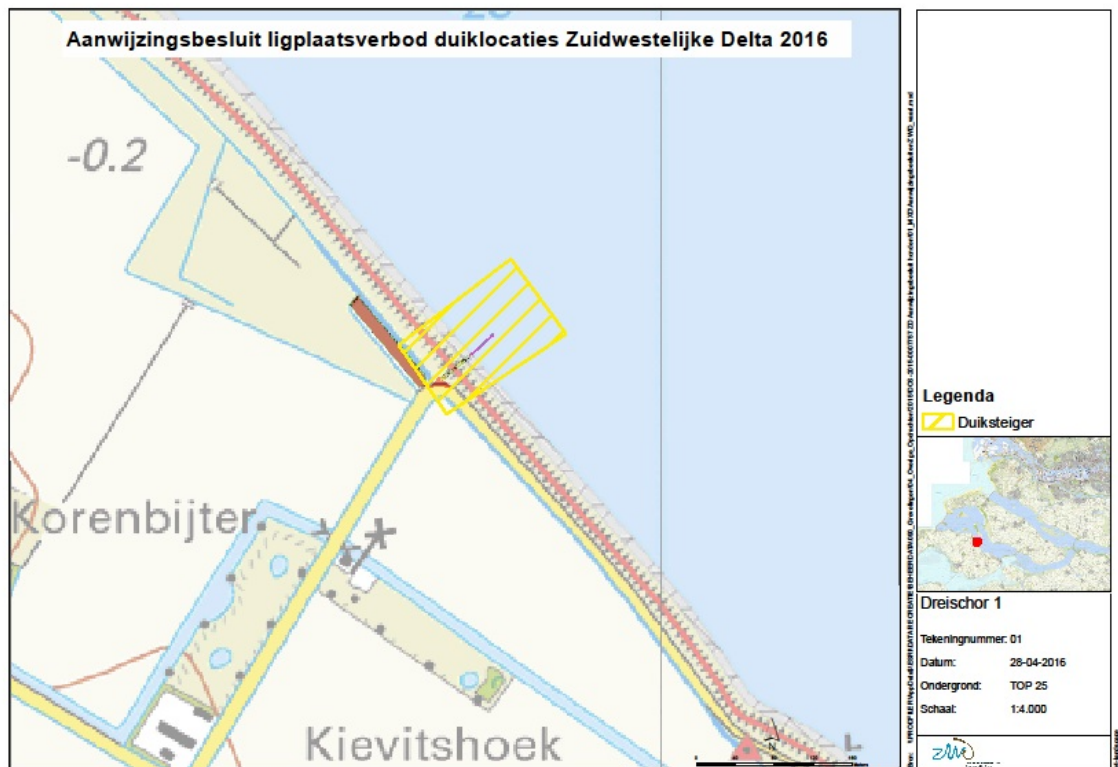 Aanwijzingsbesluit ligplaatsverbod duiklocaties Zuidwestelijke Delta 2016
-0.2
Korenbijter
Kievitshoek
N
Legenda
Duiksteiger
Dreischor 1
Tekeningnummer: 01
Datum: 28-04-2016
Ondergrond: TOP 25
Schaal: 1:4.000